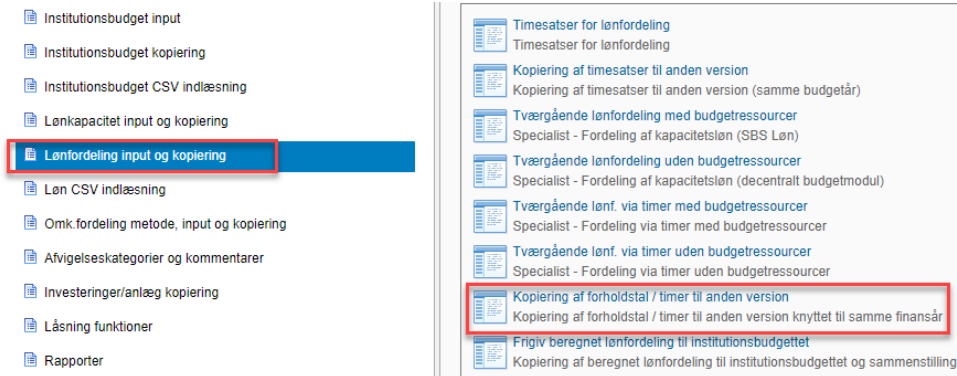 Institutionsbudget input
Institutionsbudget kopiering
Institutionsbudget CSV indlæsning
Lønkapacitet input og kopiering
Lønfordeling input og kopiering
Løn CSV indlæsning
Omk.fordeling metode, input og kopiering
Afvigelseskategorier og kommentarer
Investeringer/anlæg kopiering
Låsning funktioner
Rapporter
Timesatser for lønfordeling
Timesatser for lønfordeling
Kopiering af timesatser til anden version
Kopiering af timesatser til anden version (samme budgetår)
Tværgående lønfordeling med budgetressourcer
Specialist - Fordeling af kapacitetsløn (SBS Løn)
Tværgående lønfordeling uden budgetressourcer
Specialist - Fordeling af kapacitetsløn (decentralt budgetmodul)
Tværgående lønf. via timer med budgetressourcer
Specialist - Fordeling via timer med budgetressourcer
Tværgående lønf. via timer uden budgetressourcer
Specialist - Fordeling via timer uden budgetressourcer
Kopiering af forholdstal / timer til anden version
Kopiering af forholdstal / timer til anden version knyttet til samme finansår
Frigiv beregnet lønfordeling til institutionsbudgettet
Kopiering af beregnet lønfordeling til institutionsbudgettet og sammenstilling